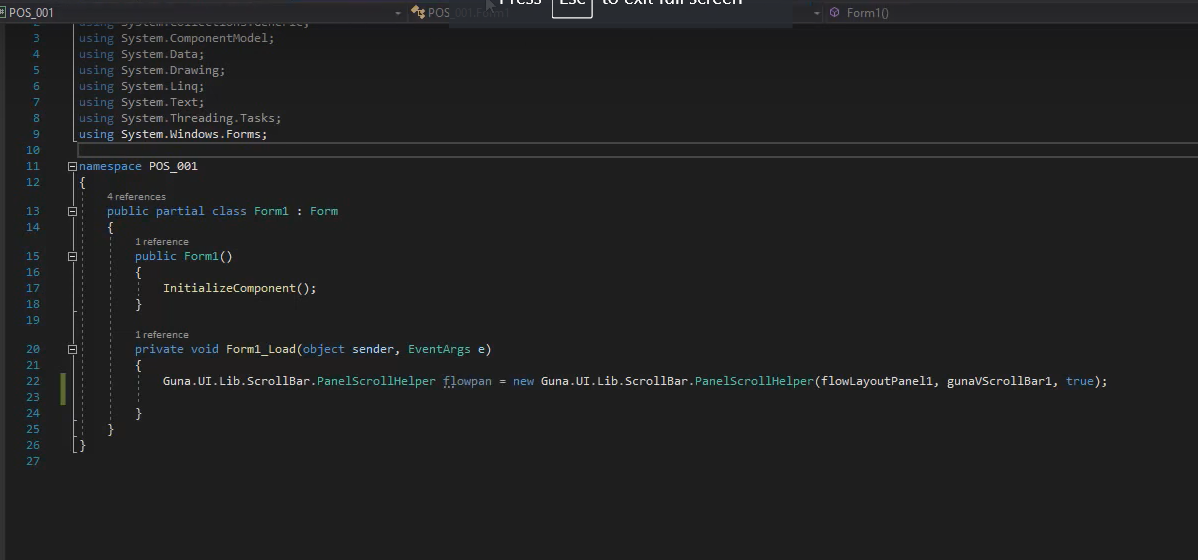 POS_001 POS_001.Form1 Press Esc to exit full screen Form1()
2 using System.Collections.Generic;
3 using System.ComponentModel;
4 using System.Data;
5 using System.Drawing;
6 using System.Linq;
7 using System.Text;
8 using System.Threading.Tasks;
9 using System.Windows.Forms;
10
11 namespace POS_001
12 {
4 references
13 public partial class Form1 : Form
14 {
1 reference
15 public Form1()
16 {
17 InitializeComponent();
18 }
19
1 reference
20 private void Form1_Load(object sender, EventArgs e)
21 {
22 Guna.UI.Lib.ScrollBar.PanelScrollHelper flowpan = new Guna.UI.Lib.ScrollBar.PanelScrollHelper(flowLayoutPanel1, gunaVScrollBar1, true);
23
24 }
25 }
26 }
27